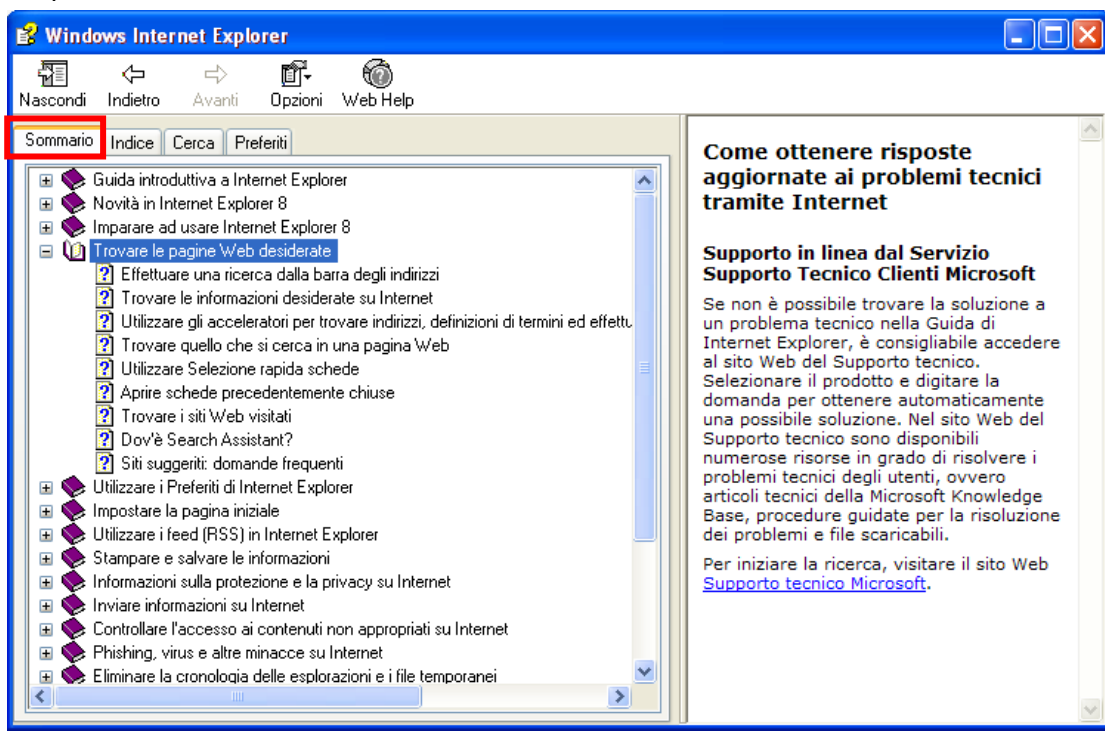 Windows Internet Explorer
Nascondi Indietro Avanti Opzioni Web Help
Sommario Indice Cerca Preferiti
Guida introduttiva a Internet Explorer
Novità in Internet Explorer 8
Imparare ad usare Internet Explorer 8
Trovare le pagine Web desiderate
Effettuare una ricerca dalla barra degli indirizzi
Trovare le informazioni desiderate su Internet
Utilizzare gli acceleratori per trovare indirizzi, definizioni di termini ed effettu
Trovare quello che si cerca in una pagina Web
Utilizzare Selezione rapida schede
Aprire schede precedentemente chiuse
Trovare i siti Web visitati
Dov'è Search Assistant?
Siti suggeriti: domande frequenti
Utilizzare i Preferiti di Internet Explorer
Impostare la pagina iniziale
Utilizzare i feed (RSS) in Internet Explorer
Stampare e salvare le informazioni
Informazioni sulla protezione e la privacy su Internet
Inviare informazioni su Internet
Controllare l'accesso ai contenuti non appropriati su Internet
Phishing, virus e altre minacce su Internet
Eliminare la cronologia delle esplorazioni e i file temporanei
Come ottenere risposte
aggiornate ai problemi tecnici
tramite Internet
Supporto in linea dal Servizio
Supporto Tecnico Clienti Microsoft
Se non è possibile trovare la soluzione a
un problema tecnico nella Guida di
Internet Explorer, è consigliabile accedere
al sito Web del Supporto tecnico.
Selezionare il prodotto e digitare la
domanda per ottenere automaticamente
una possibile soluzione. Nel sito Web del
Supporto tecnico sono disponibili
numerose risorse in grado di risolvere i
problemi tecnici degli utenti, ovvero
articoli tecnici della Microsoft Knowledge
Base, procedure guidate per la risoluzione
dei problemi e file scaricabili.
Per iniziare la ricerca, visitare il sito Web
Supporto tecnico Microsoft.